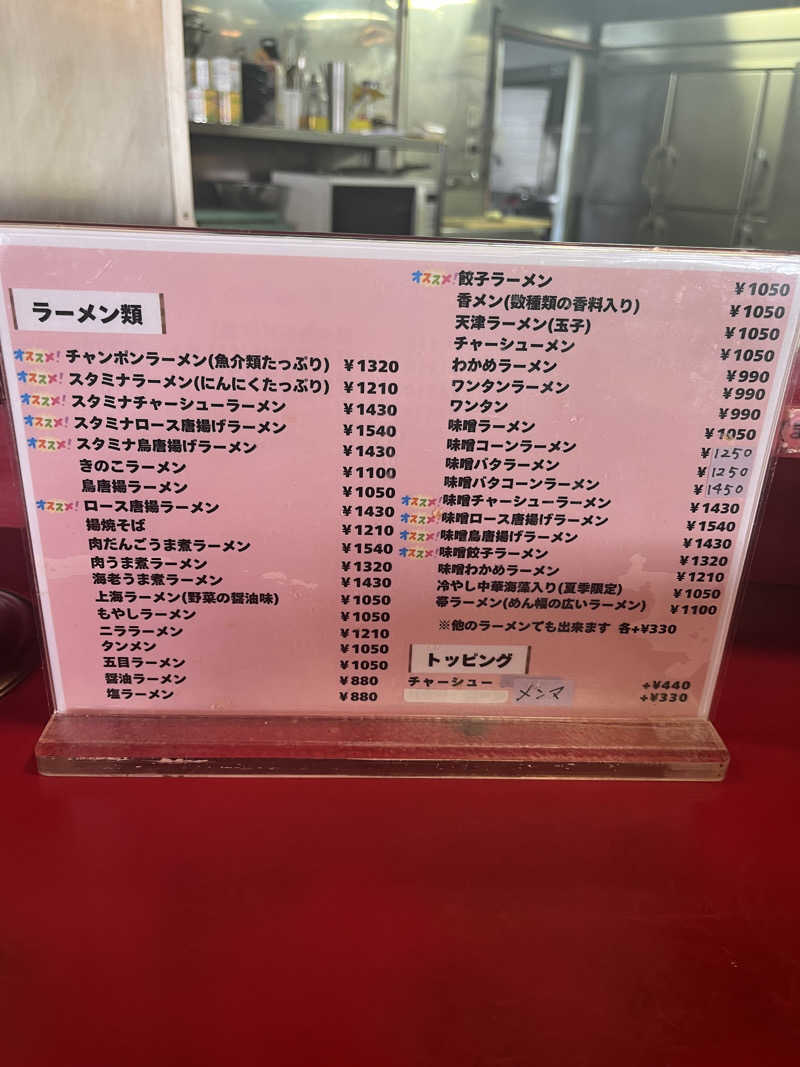 ラーメン類
オススメ! チャンポンラーメン(魚介類たっぷり) ¥1320
オススメ! スタミナラーメン(にんにくたっぷり) ¥1210
オススメ! スタミナチャーシューラーメン ¥1430
オススメ! スタミナロース唐揚げラーメン ¥1540
オススメ! スタミナ鳥唐揚げラーメン ¥1430
きのこラーメン ¥1100
鳥唐揚ラーメン ¥1050
オススメ! ロース唐揚げラーメン ¥1430
揚焼そば ¥1210
肉だんごうま煮ラーメン ¥1540
肉うま煮ラーメン ¥1320
海老うま煮ラーメン ¥1430
上海ラーメン(野菜の醤油味) ¥1050
もやしラーメン ¥1050
ニララーメン ¥1210
タンメン ¥1050
五目ラーメン ¥1050
醤油ラーメン ¥880
塩ラーメン ¥880
オススメ! 餃子ラーメン ¥1050
香メン(数種類の香料入り) ¥1050
天津ラーメン(玉子) ¥1050
チャーシューメン ¥1050
わかめラーメン ¥990
ワンタンラーメン ¥990
ワンタン ¥990
味噌ラーメン ¥1050
味噌コーンラーメン ¥1250
味噌バタラーメン ¥1250
味噌バタコーンラーメン ¥1450
オススメ! 味噌チャーシューラーメン ¥1430
オススメ! 味噌ロース唐揚げラーメン ¥1540
オススメ! 味噌鳥唐揚げラーメン ¥1430
オススメ! 味噌餃子ラーメン ¥1320
味噌わかめラーメン ¥1210
冷やし中華海藻入り(夏季限定) ¥1050
帯ラーメン(めん幅の広いラーメン) ¥1100
※他のラーメンでも出来ます 各+¥330
トッピング
チャーシュー +¥440
メンマ +¥330